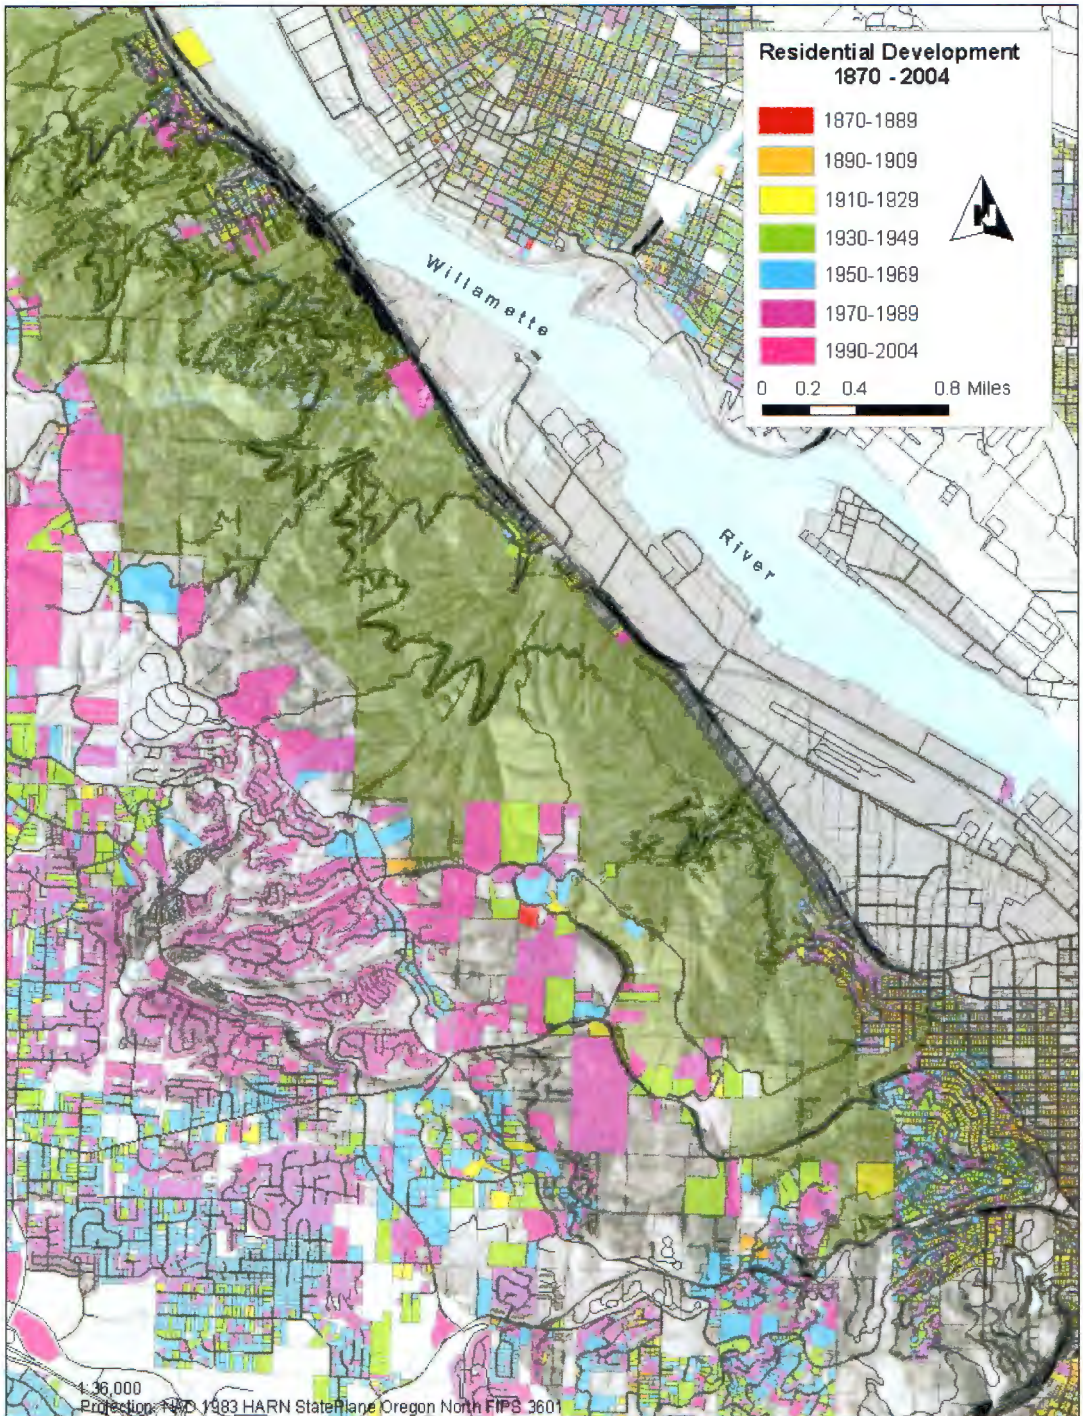 Residential Development
1870 - 2004
1870-1889
1890-1909
1910-1929
1930-1949
1950-1969
1970-1989
1990-2004
N
0 0.2 0.4 0.8 Miles
Willamette
River
1:36,000
Projection: NAD 1983 HARN StatePlane Oregon North FIPS 3601